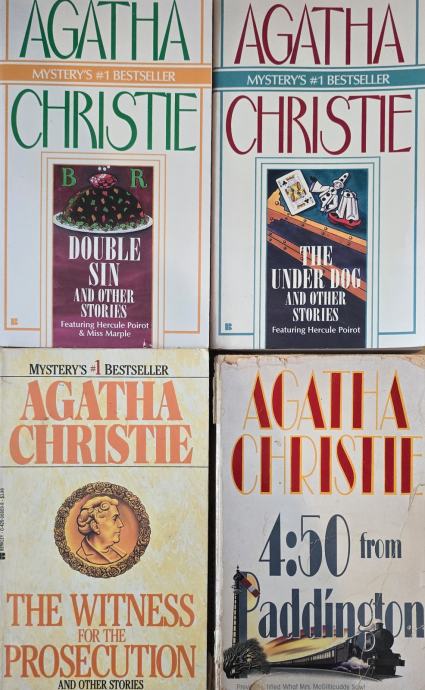 AGATHA
MYSTERY'S #1 BESTSELLER
CHRISTIE
B R
DOUBLE
SIN
AND OTHER
STORIES
Featuring Hercule Poirot
& Miss Marple
AGATHA
MYSTERY'S #1 BESTSELLER
CHRISTIE
THE
UNDER DOG
AND OTHER
STORIES
Featuring Hercule Poirot
MYSTERY'S #1 BESTSELLER
AGATHA
CHRISTIE
THE WITNESS
FOR THE
PROSECUTION
AND OTHER STORIES
AGATHA
CHRISTIE
4:50 from
Paddington
titled What Mrs. McGillicuddy Saw!